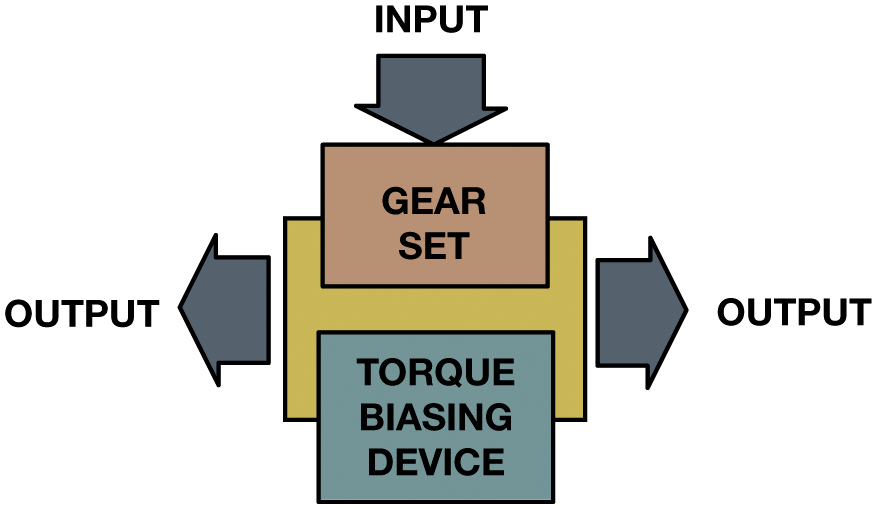 INPUT
GEAR
SET
OUTPUT
OUTPUT
TORQUE
BIASING
DEVICE